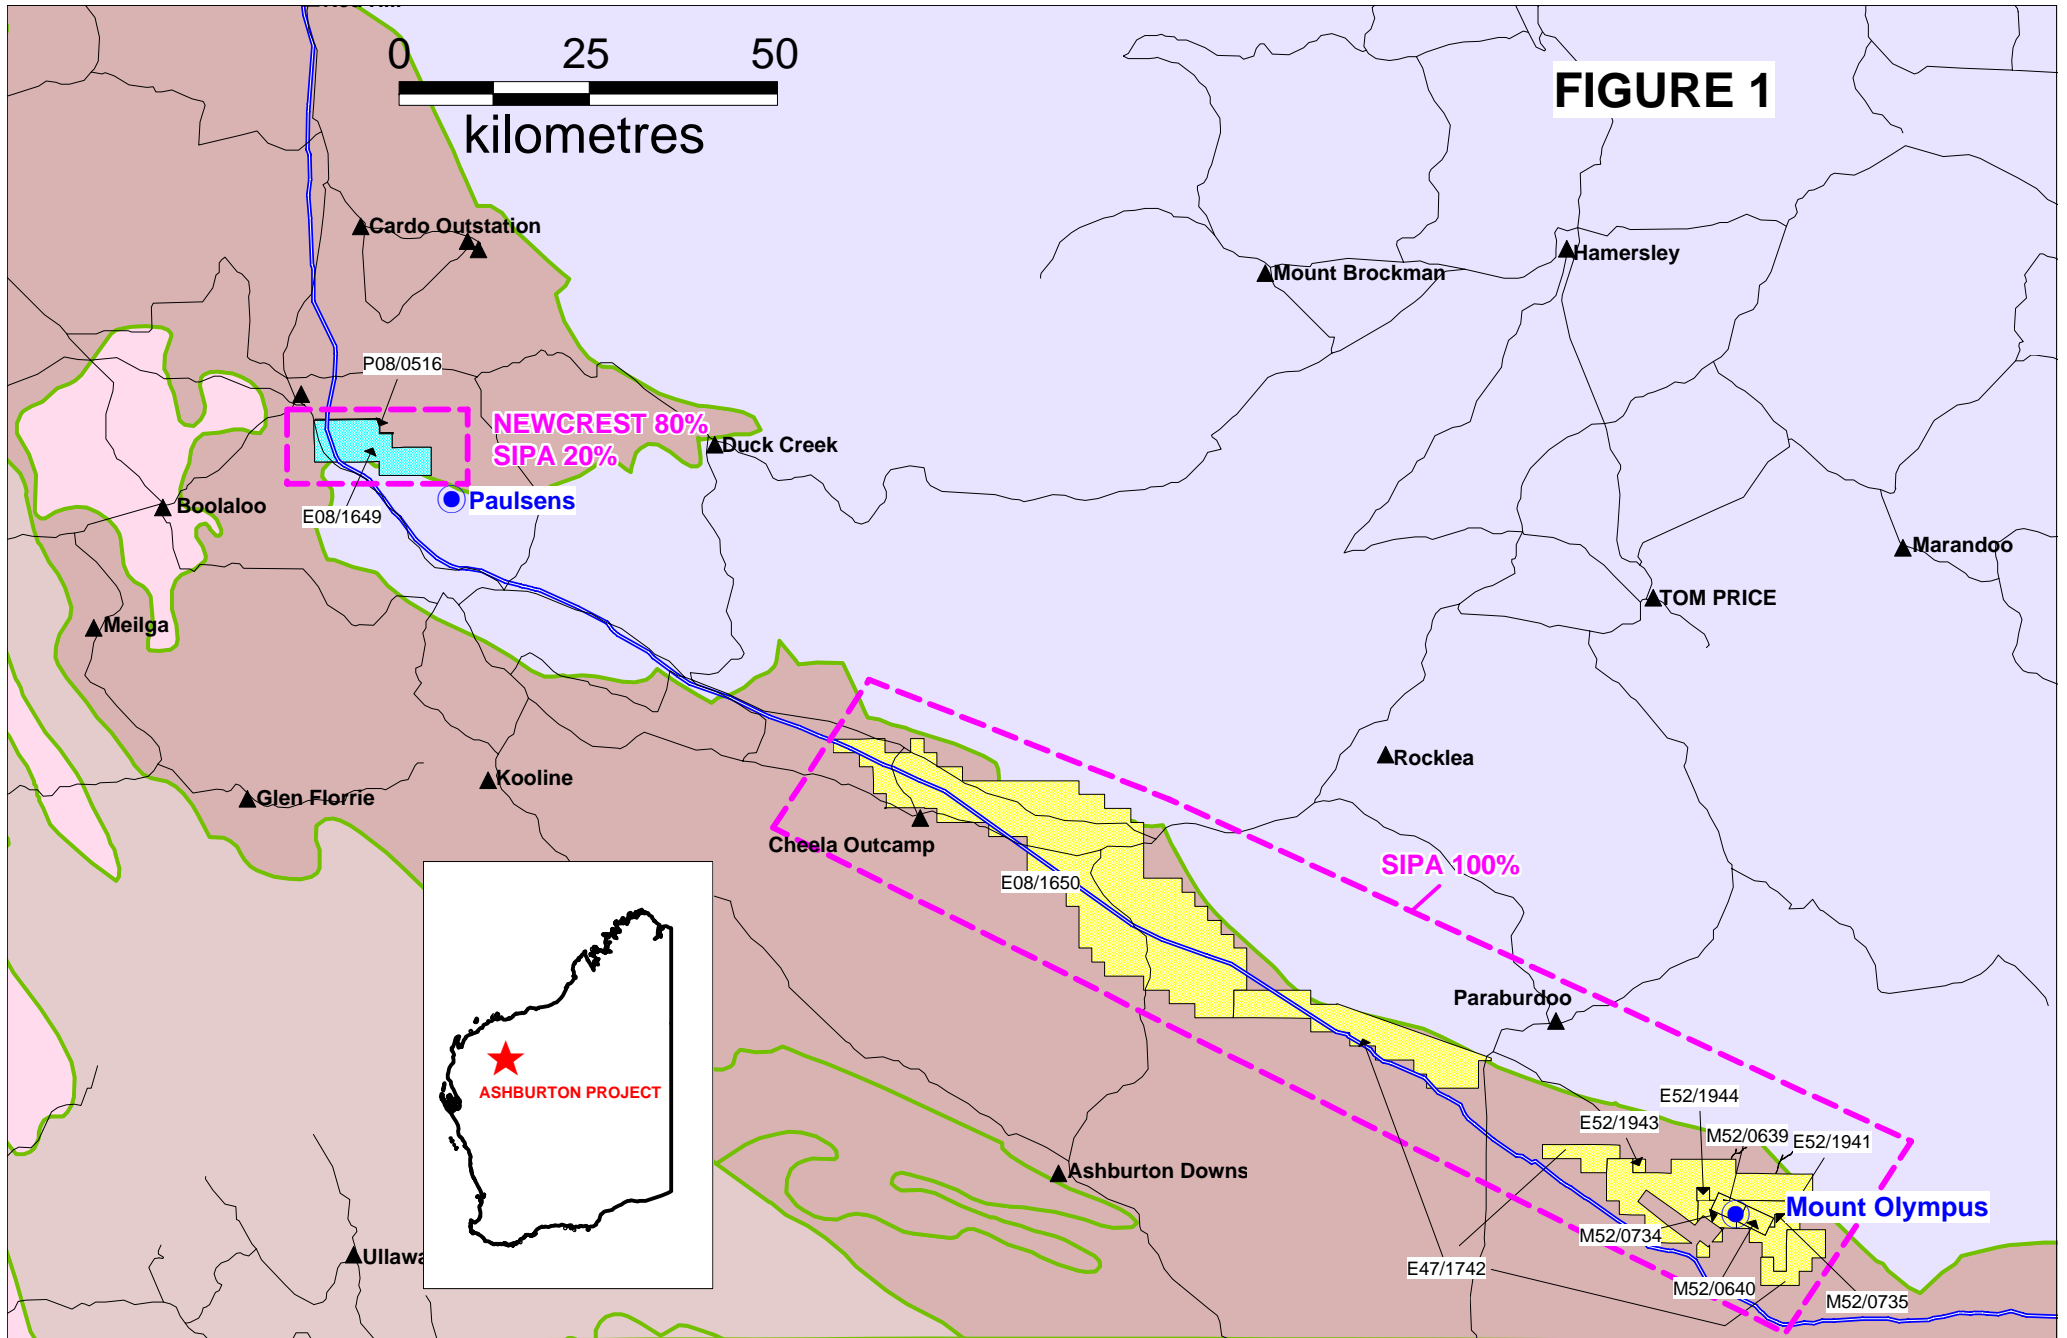 0 25 50
kilometres
FIGURE 1
Cardo Outstation
Hamersley
Mount Brockman
P08/0516
NEWCREST 80%
SIPA 20%
Duck Creek
Paulsens
Boolaloo
E08/1649
Marandoo
TOM PRICE
Meilga
Rocklea
Kooline
Glen Florrie
Cheela Outcamp
SIPA 100%
E08/1650
Paraburdoo
ASHBURTON PROJECT
E52/1944
E52/1943
M52/0639
E52/1941
Ashburton Downs
Mount Olympus
M52/0734
Ullawa
E47/1742
M52/0640
M52/0735